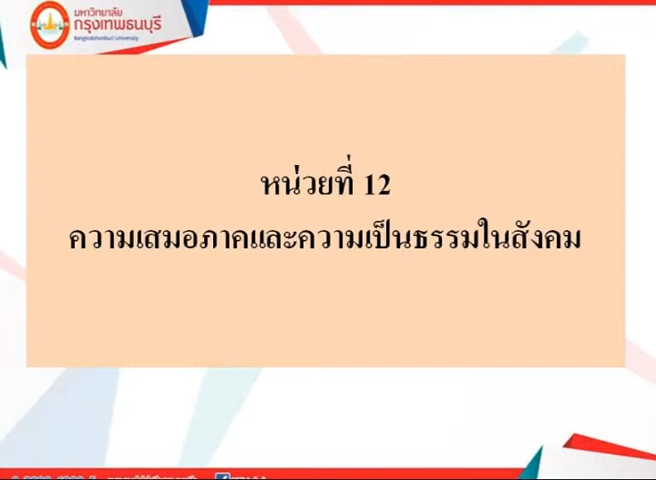 มหาวิทยาลัย
กรุงเทพธนบุรี
Bangkokthonburi University
หน่วยที่ 12
ความเสมอภาคและความเป็นธรรมในสังคม